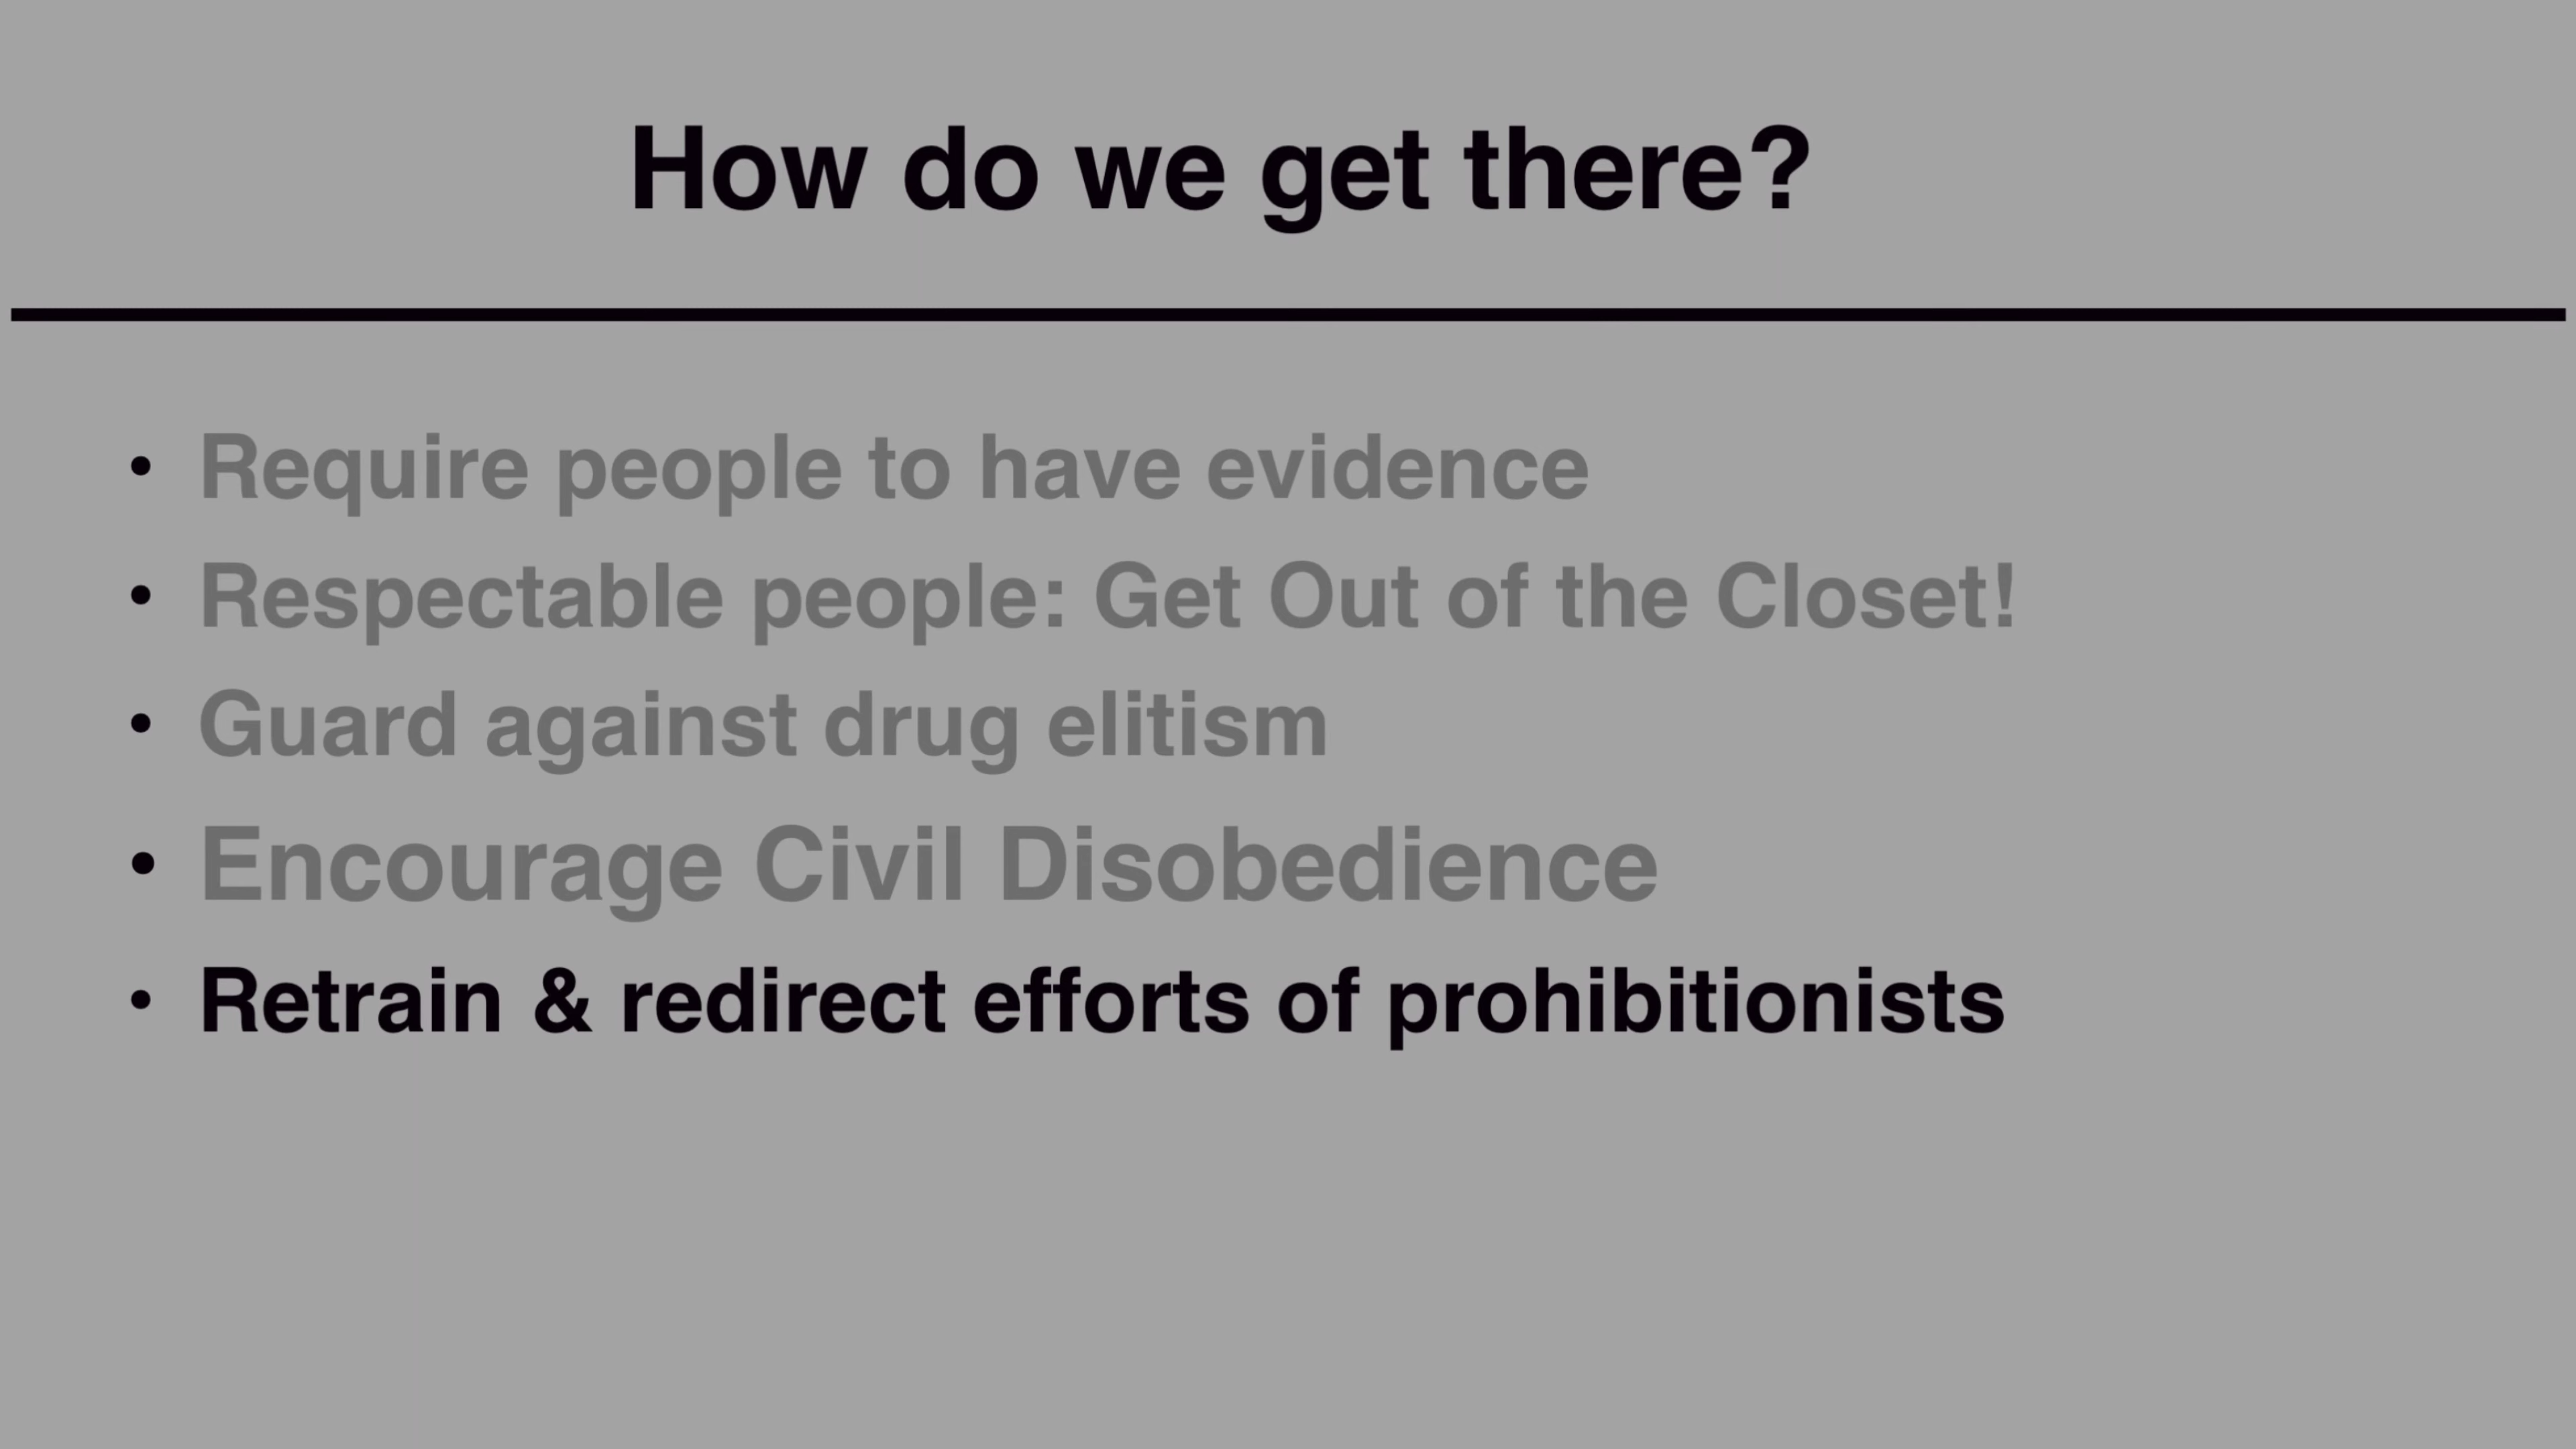 How do we get there?
• Require people to have evidence
• Respectable people: Get Out of the Closet!
• Guard against drug elitism
• Encourage Civil Disobedience
• Retrain & redirect efforts of prohibitionists